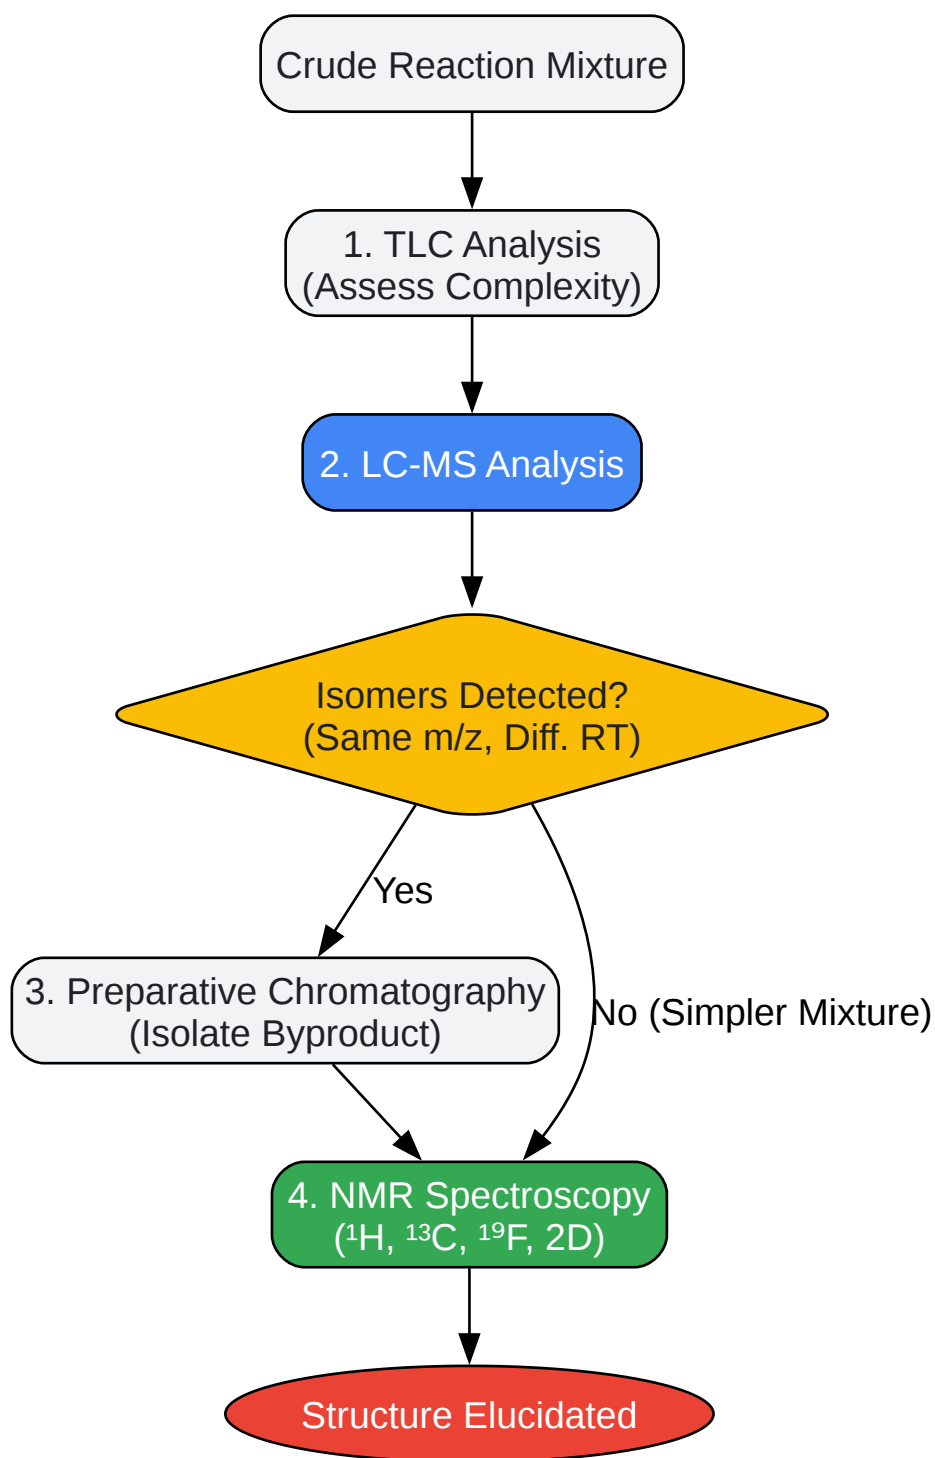 Crude Reaction Mixture
1. TLC Analysis
(Assess Complexity)
2. LC-MS Analysis
Isomers Detected?
(Same m/z, Diff. RT)
Yes
3. Preparative Chromatography
(Isolate Byproduct)
No (Simpler Mixture)
4. NMR Spectroscopy
(¹H, ¹³C, ¹⁹F, 2D)
Structure Elucidated